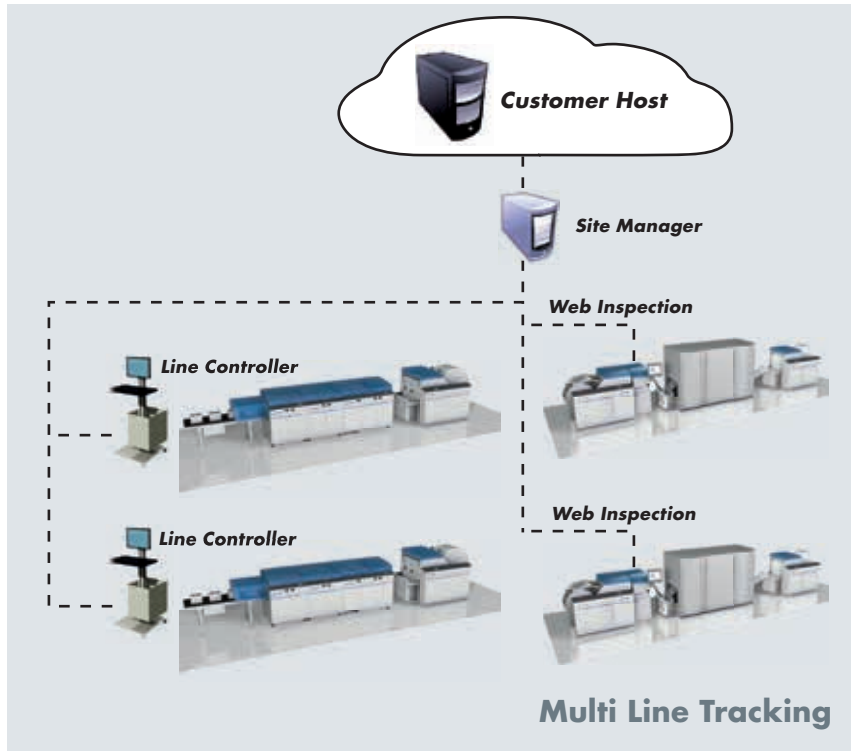 Customer Host
Site Manager
Web Inspection
Line Controller
Web Inspection
Line Controller
Multi Line Tracking